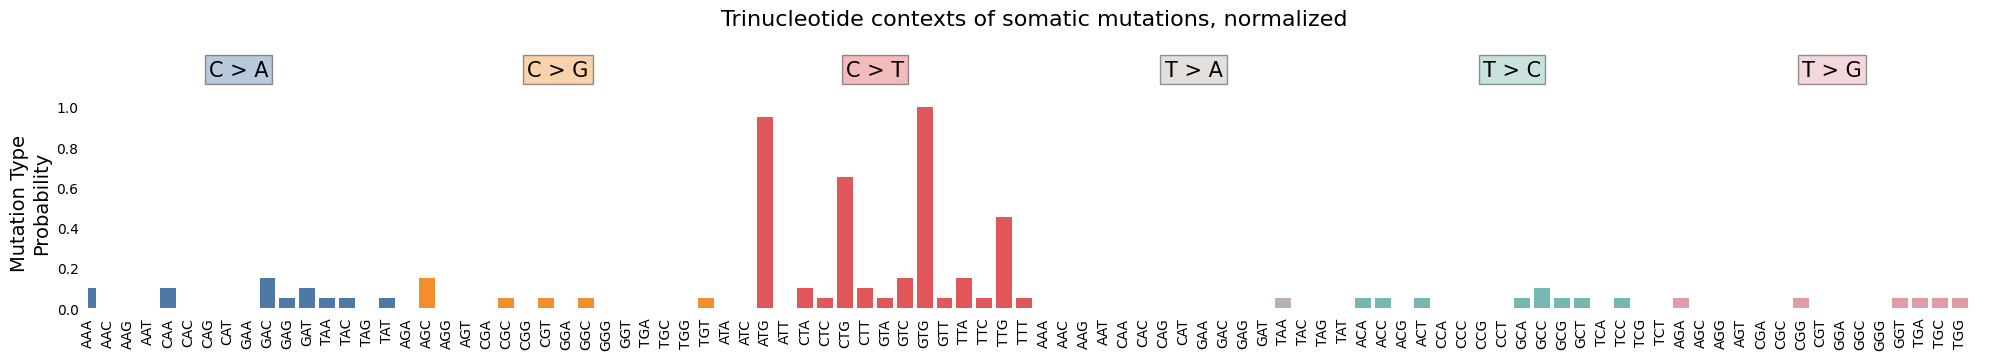 Trinucleotide contexts of somatic mutations, normalized
C > A
C > G
C > T
T > A
T > C
T > G
Mutation Type
Probability
1.0
0.8
0.6
0.4
0.2
0.0
AAA
AAC
AAG
AAT
CAA
CAC
CAG
CAT
GAA
GAC
GAG
GAT
TAA
TAC
TAG
TAT
AGA
AGC
AGG
AGT
CGA
CGC
CGG
CGT
GGA
GGC
GGG
GGT
TGA
TGC
TGG
TGT
ATA
ATC
ATG
ATT
CTA
CTC
CTG
CTT
GTA
GTC
GTG
GTT
TTA
TTC
TTG
TTT
AAA
AAC
AAG
AAT
CAA
CAC
CAG
CAT
GAA
GAC
GAG
GAT
TAA
TAC
TAG
TAT
ACA
ACC
ACG
ACT
CCA
CCC
CCG
CCT
GCA
GCC
GCG
GCT
TCA
TCC
TCG
TCT
AGA
AGC
AGG
AGT
CGA
CGC
CGG
CGT
GGA
GGC
GGG
GGT
TGA
TGC
TGG